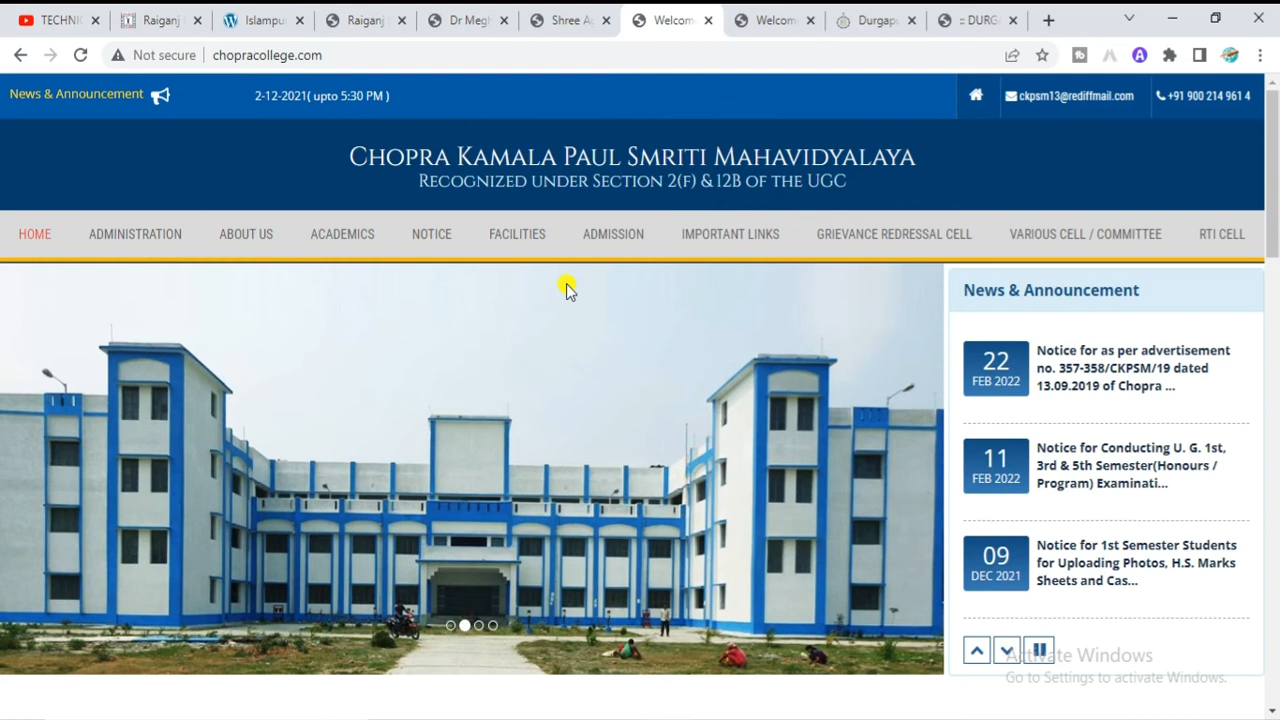 TECHNIC
Raiganj
Islampu
Raiganj
Dr Megh
Shree A
Welcom
Welcom
Durgapu
:: DURG
Not secure
chopracollege.com
News & Announcement
2-12-2021( upto 5:30 PM )
ckpsm13@rediffmail.com
+91 900 214 961 4
Chopra Kamala Paul Smriti Mahavidyalaya
Recognized under Section 2(F) & 12B of the UGC
HOME
ADMINISTRATION
ABOUT US
ACADEMICS
NOTICE
FACILITIES
ADMISSION
IMPORTANT LINKS
GRIEVANCE REDRESSAL CELL
VARIOUS CELL / COMMITTEE
RTI CELL
News & Announcement
22
FEB 2022
Notice for as per advertisement
no. 357-358/CKPSM/19 dated
13.09.2019 of Chopra ...
11
FEB 2022
Notice for Conducting U. G. 1st,
3rd & 5th Semester(Honours /
Program) Examinati...
09
DEC 2021
Notice for 1st Semester Students
for Uploading Photos, H.S. Marks
Sheets and Cas...
Activate Windows
Go to Settings to activate Windows.